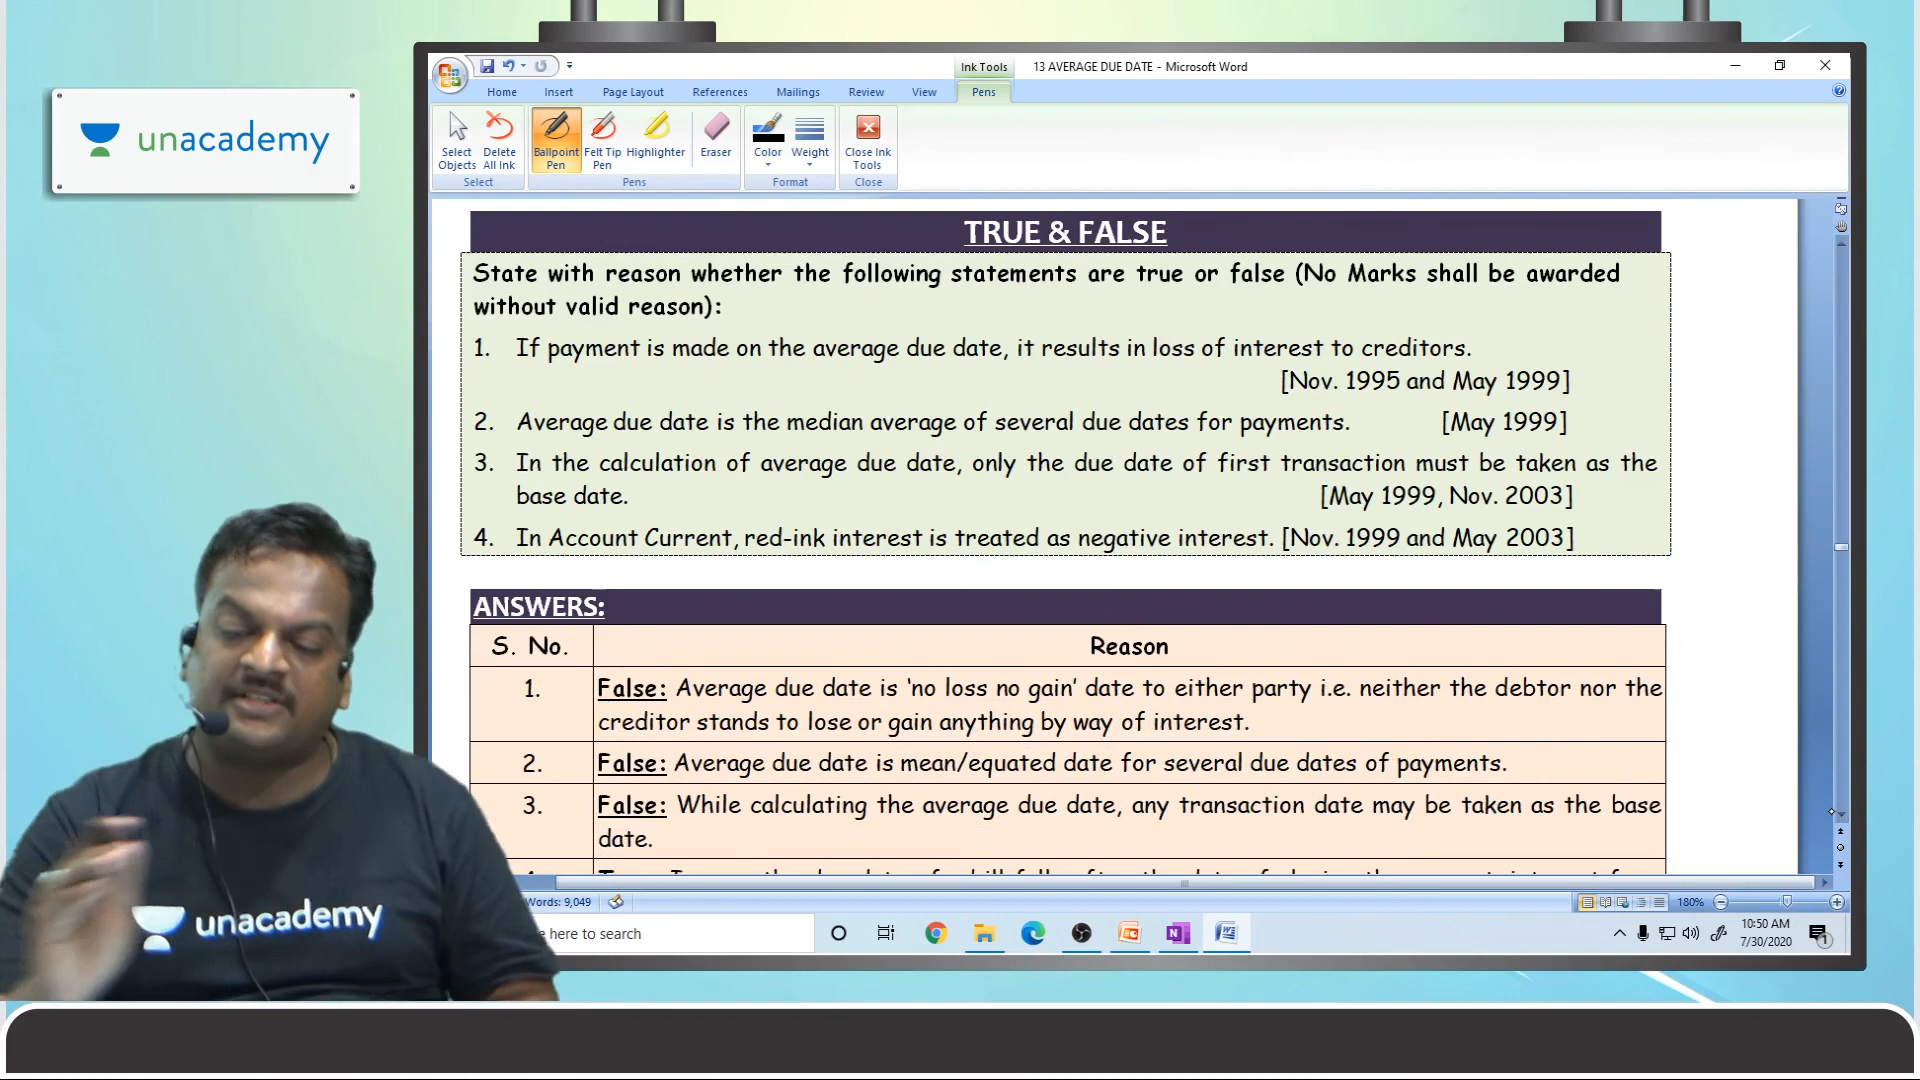 unacademy
Ink Tools
13 AVERAGE DUE DATE - Microsoft Word
Home Insert Page Layout References Mailings Review View Pens
Select Objects
Delete All Ink
Ballpoint Pen
Felt Tip Pen
Highlighter
Eraser
Color
Weight
Close Ink Tools
Select Pens Format Close
TRUE & FALSE
State with reason whether the following statements are true or false (No Marks shall be awarded
without valid reason):
1. If payment is made on the average due date, it results in loss of interest to creditors.
[Nov. 1995 and May 1999]
2. Average due date is the median average of several due dates for payments. [May 1999]
3. In the calculation of average due date, only the due date of first transaction must be taken as the
base date. [May 1999, Nov. 2003]
4. In Account Current, red-ink interest is treated as negative interest. [Nov. 1999 and May 2003]
ANSWERS:
S. No. Reason
1. False: Average due date is ‘no loss no gain’ date to either party i.e. neither the debtor nor the
creditor stands to lose or gain anything by way of interest.
2. False: Average due date is mean/equated date for several due dates of payments.
3. False: While calculating the average due date, any transaction date may be taken as the base
date.
Words: 9,049
180%
here to search
10:50 AM
7/30/2020
unacademy